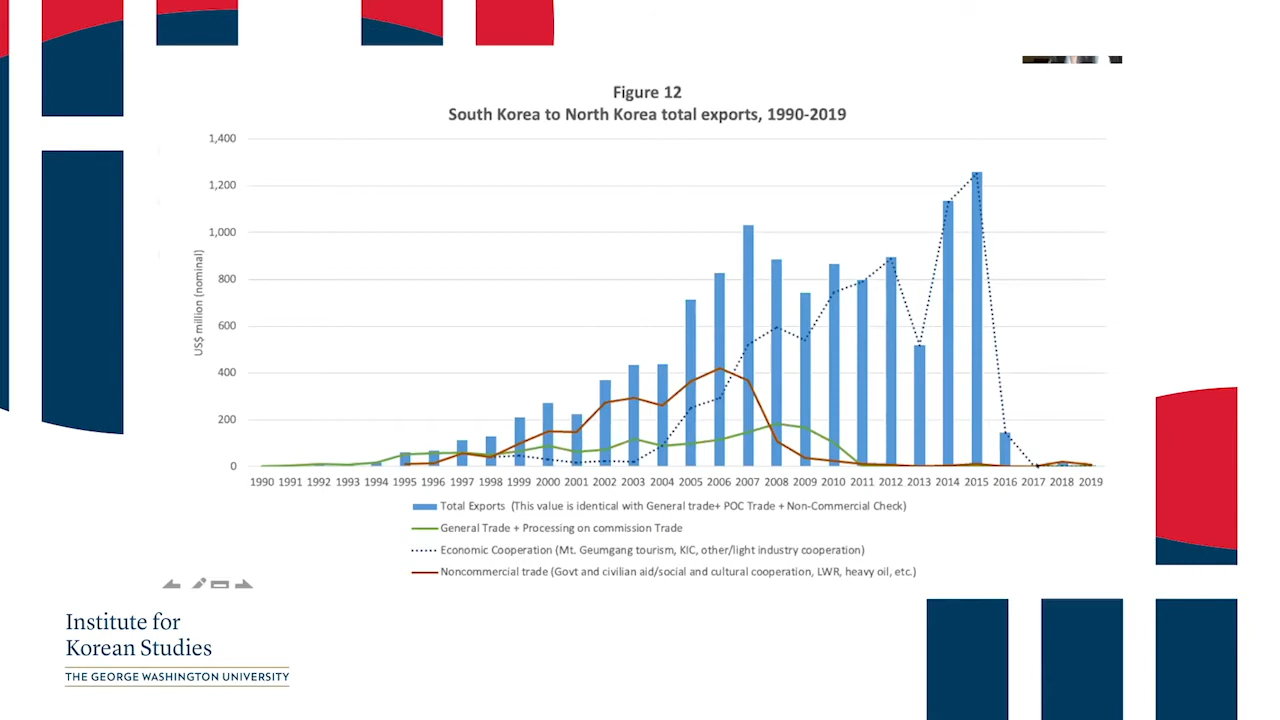 Figure 12
South Korea to North Korea total exports, 1990-2019
US$ million (nominal)
1,400
1,200
1,000
800
600
400
200
0
1990 1991 1992 1993 1994 1995 1996 1997 1998 1999 2000 2001 2002 2003 2004 2005 2006 2007 2008 2009 2010 2011 2012 2013 2014 2015 2016 2017 2018 2019
Total Exports (This value is identical with General trade+ POC Trade + Non-Commercial Check)
General Trade + Processing on commission Trade
Economic Cooperation (Mt. Geumgang tourism, KIC, other/light industry cooperation)
Noncommercial trade (Govt and civilian aid/social and cultural cooperation, LWR, heavy oil, etc.)
Institute for
Korean Studies
THE GEORGE WASHINGTON UNIVERSITY